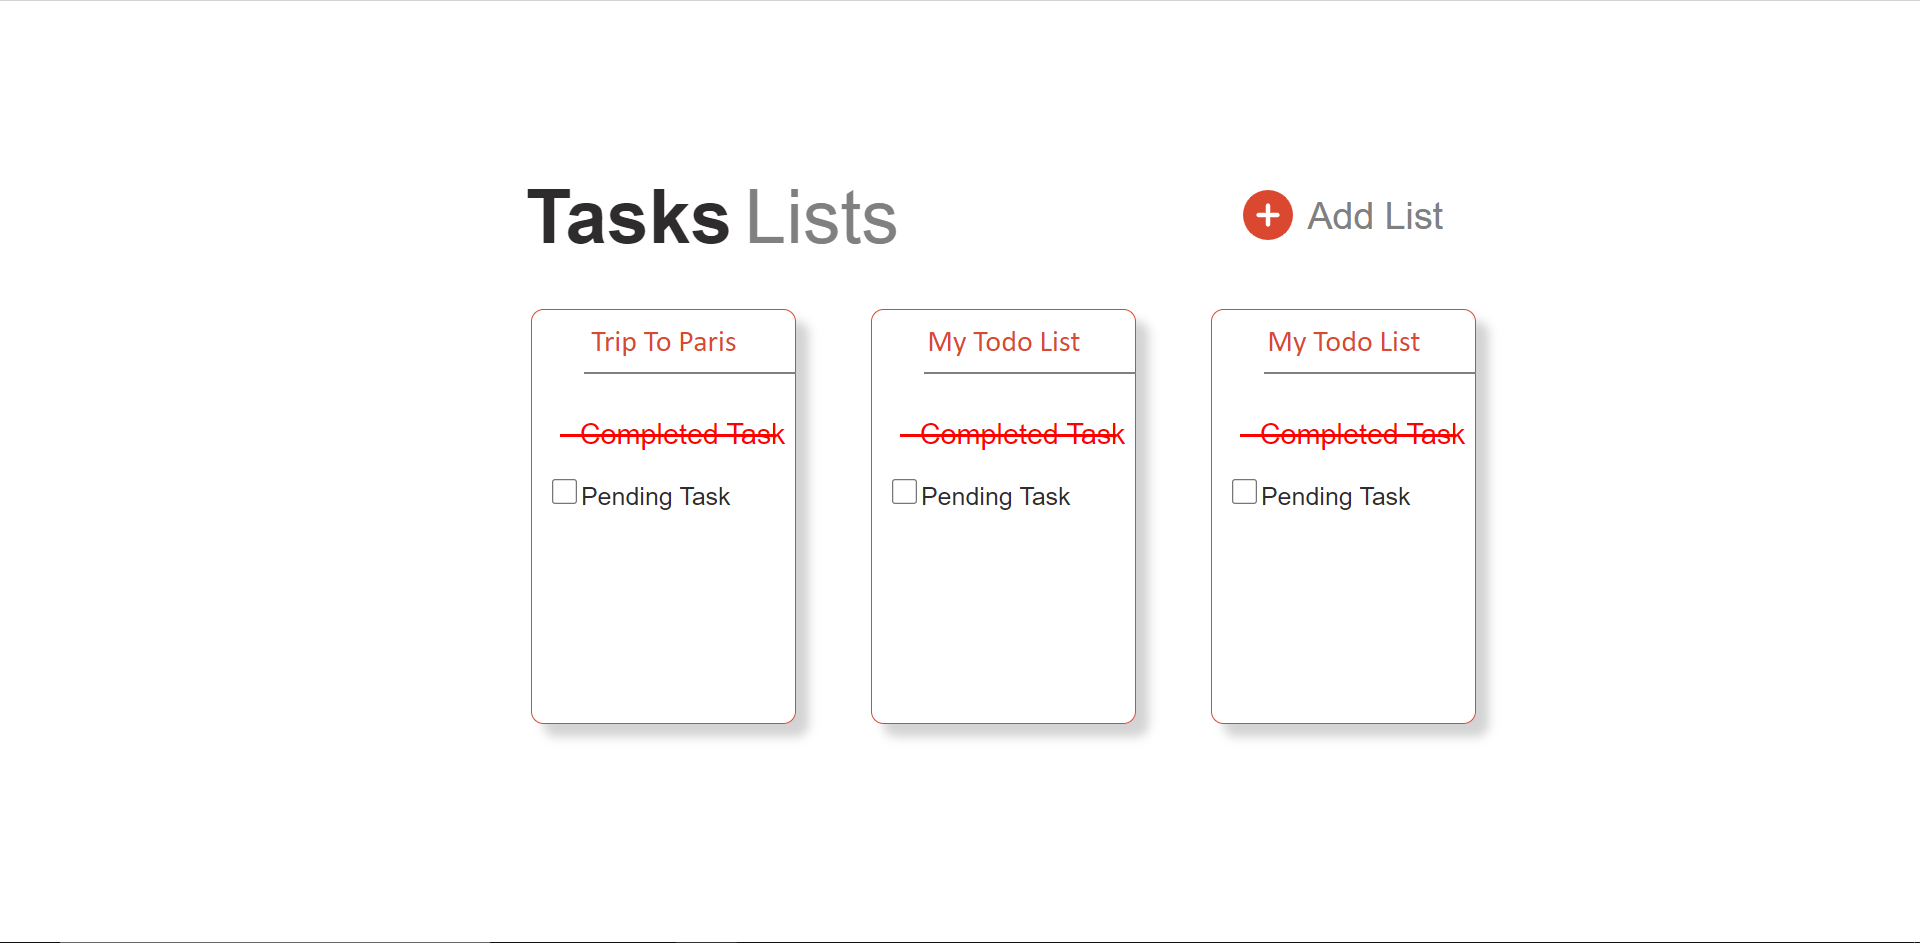 Tasks Lists
Add List
Trip To Paris
Completed Task
Pending Task
My Todo List
Completed Task
Pending Task
My Todo List
Completed Task
Pending Task